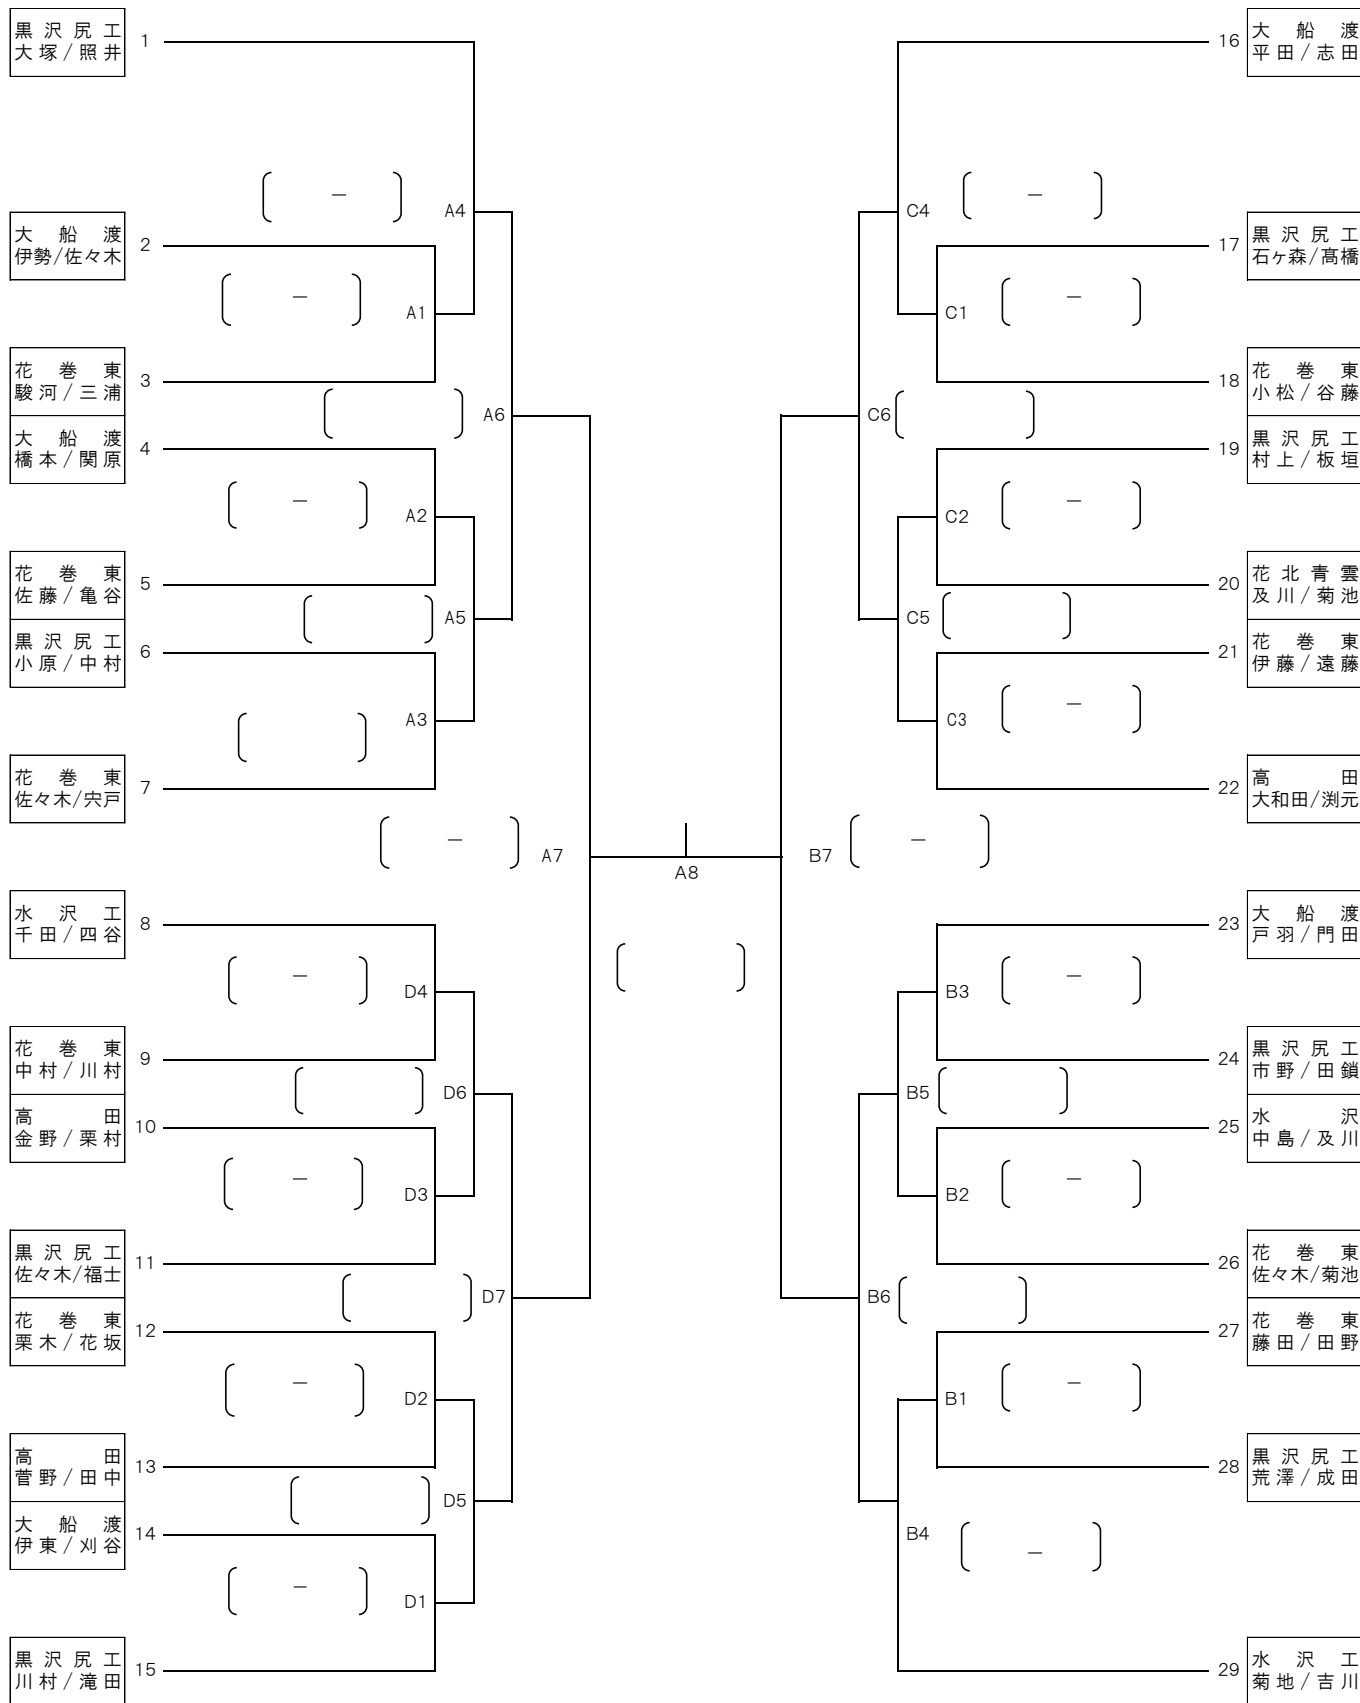 黒沢尻工
大塚/照井
1
16
大船渡
平田/志田
－
A4
C4
－
大船渡
伊勢/佐々木
2
17
黒沢尻工
石ヶ森/髙橋
－
A1
C1
－
花巻東
駿河/三浦
3
18
花巻東
小松/谷藤
A6
C6
大船渡
橋本/関原
4
19
黒沢尻工
村上/板垣
－
A2
C2
－
花巻東
佐藤/亀谷
5
20
花北青雲
及川/菊池
A5
C5
黒沢尻工
小原/中村
6
21
花巻東
伊藤/遠藤
A3
C3
－
花巻東
佐々木/宍戸
7
22
高田
大和田/渕元
－
A7
A8
B7
－
水沢工
千田/四谷
8
23
大船渡
戸羽/門田
－
D4
B3
－
花巻東
中村/川村
9
24
黒沢尻工
市野/田鎖
D6
B5
高田
金野/栗村
10
25
水沢
中島/及川
－
D3
B2
－
黒沢尻工
佐々木/福士
11
26
花巻東
佐々木/菊池
D7
B6
花巻東
栗木/花坂
12
27
花巻東
藤田/田野
－
D2
B1
－
高田
菅野/田中
13
28
黒沢尻工
荒澤/成田
D5
大船渡
伊東/刈谷
14
B4
－
－
D1
黒沢尻工
川村/滝田
15
29
水沢工
菊地/吉川